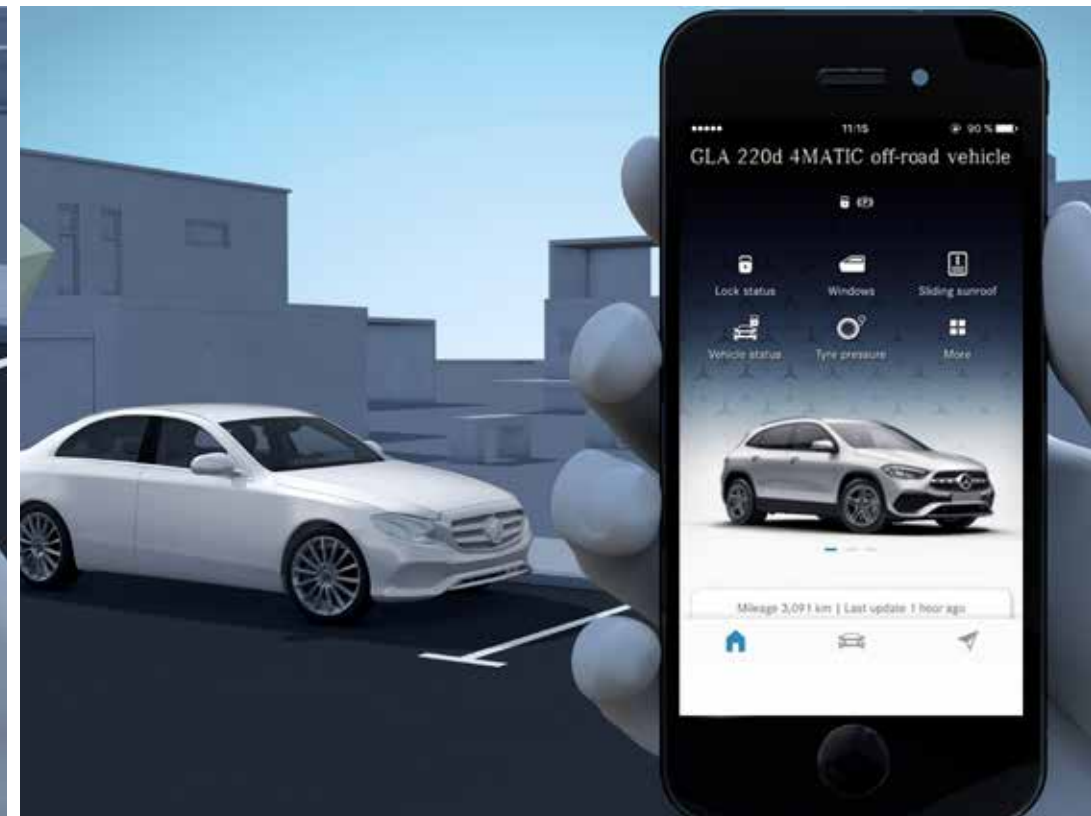 11:15 90 %
GLA 220d 4MATIC off-road vehicle
Lock status Windows Sliding sunroof
Vehicle status Tyre pressure More
Mileage 3,091 km | Last update 1 hour ago